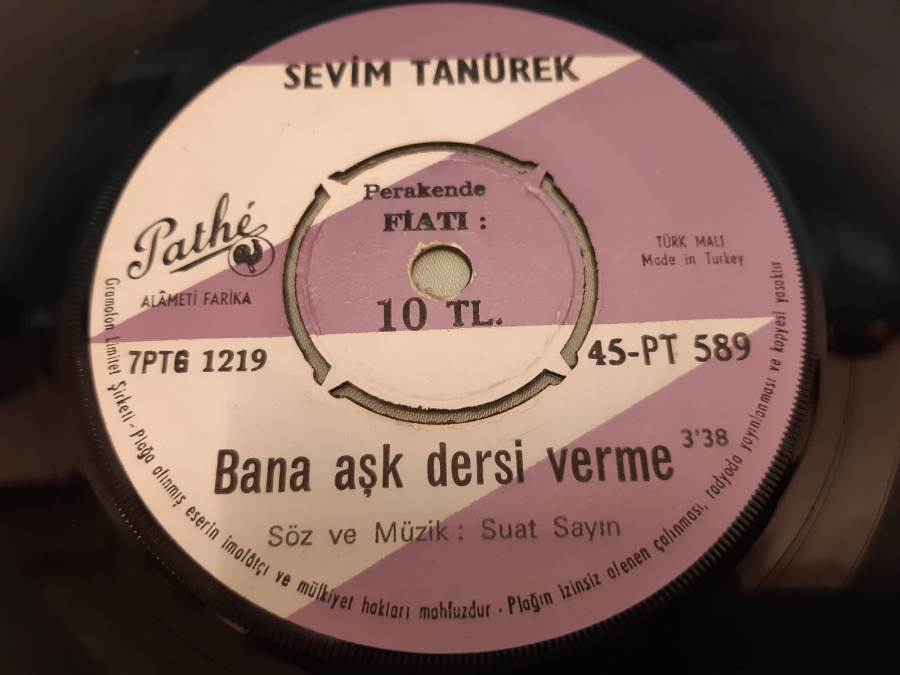 SEVİM TANÜREK
Perakende
FİATI :
10 TL.
Pathé
ALÂMETİ FARİKA
TÜRK MALI
Made in Turkey
7PTG 1219
45-PT 589
Bana aşk dersi verme 3'38
Söz ve Müzik : Suat Sayın
Gramofon Limitet Şirketi - Plağa alınmış eserin imalâtçı ve mülkiyet hakları mahfuzdur - Plağın izinsiz alenen çalınması, radyoda yayınlanması ve kopyesi yasaktır